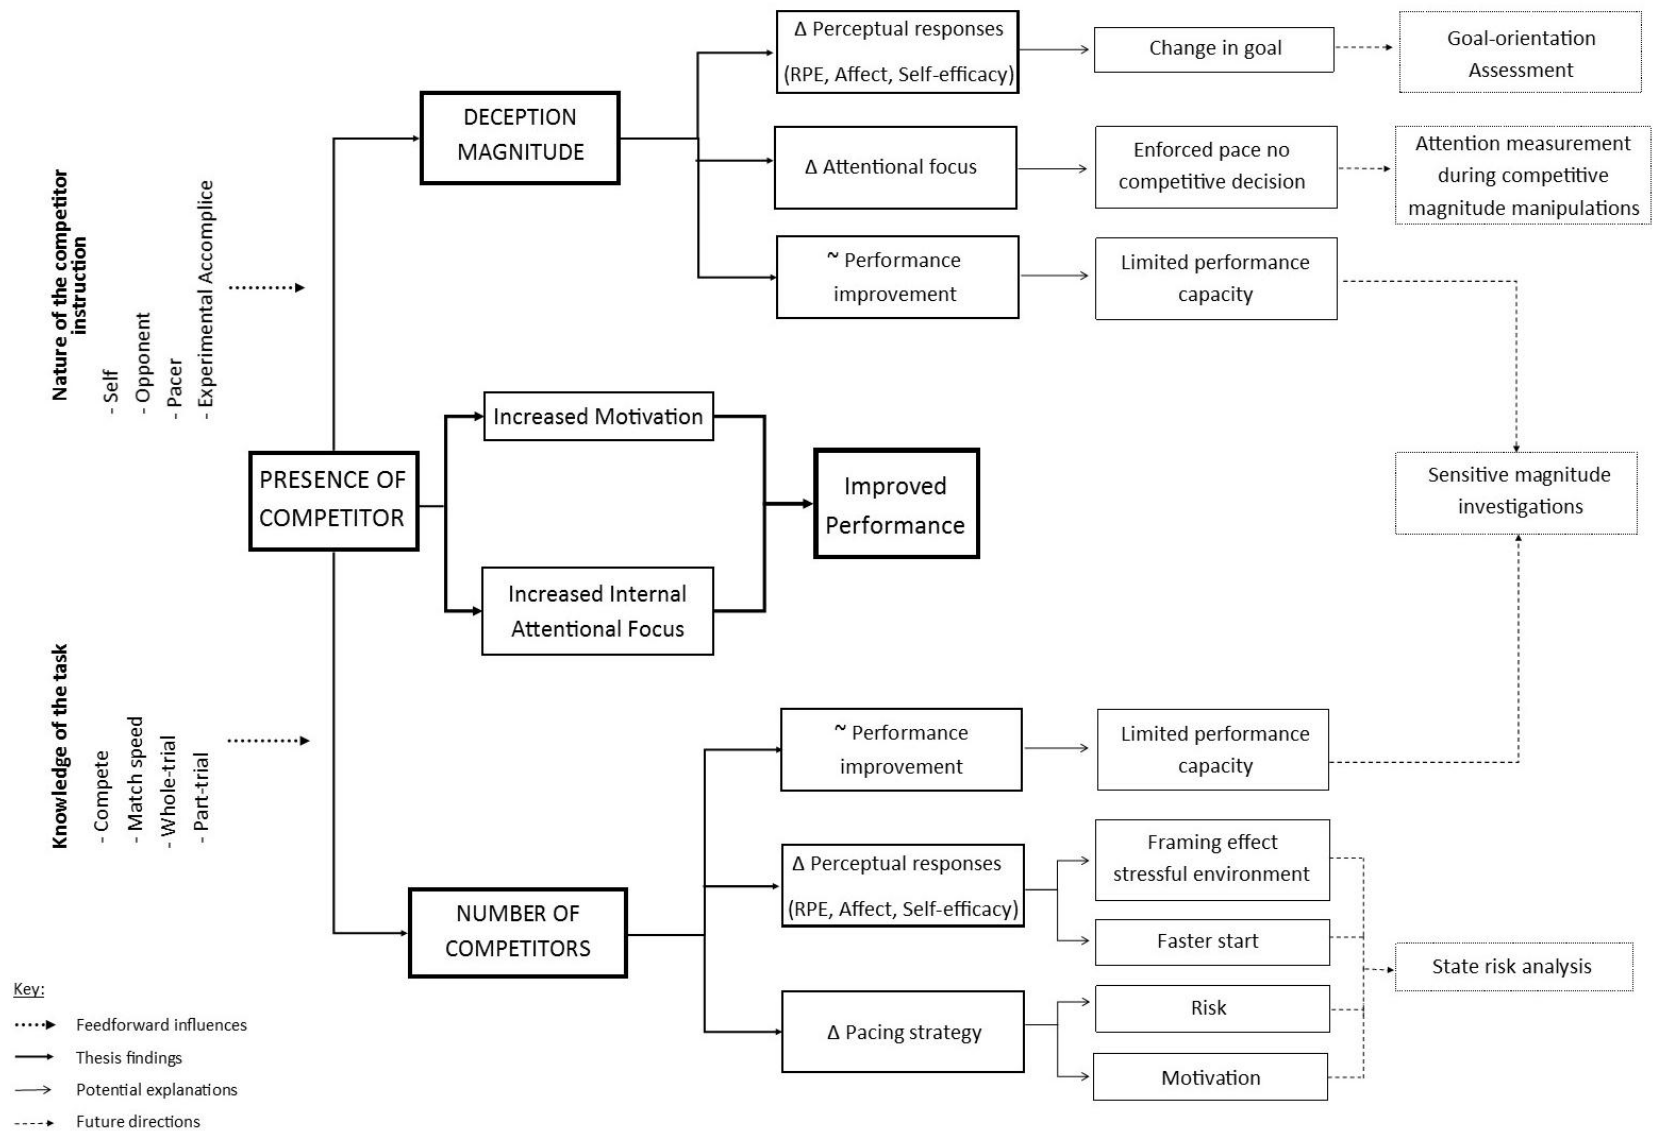 Δ Perceptual responses
(RPE, Affect, Self-efficacy)
Change in goal
Goal-orientation
Assessment
DECEPTION
MAGNITUDE
Δ Attentional focus
Enforced pace no
competitive decision
Attention measurement
during competitive
magnitude manipulations
~ Performance
improvement
Limited performance
capacity
Nature of the competitor
instruction
- Self
- Opponent
- Pacer
- Experimental Accomplice
Increased Motivation
PRESENCE OF
COMPETITOR
Improved
Performance
Sensitive magnitude
investigations
Increased Internal
Attentional Focus
Knowledge of the task
- Compete
- Match speed
- Whole-trial
- Part-trial
~ Performance
improvement
Limited performance
capacity
Δ Perceptual responses
(RPE, Affect, Self-efficacy)
Framing effect
stressful environment
Faster start
NUMBER OF
COMPETITORS
State risk analysis
Δ Pacing strategy
Risk
Motivation
Key:
Feedforward influences
Thesis findings
Potential explanations
Future directions